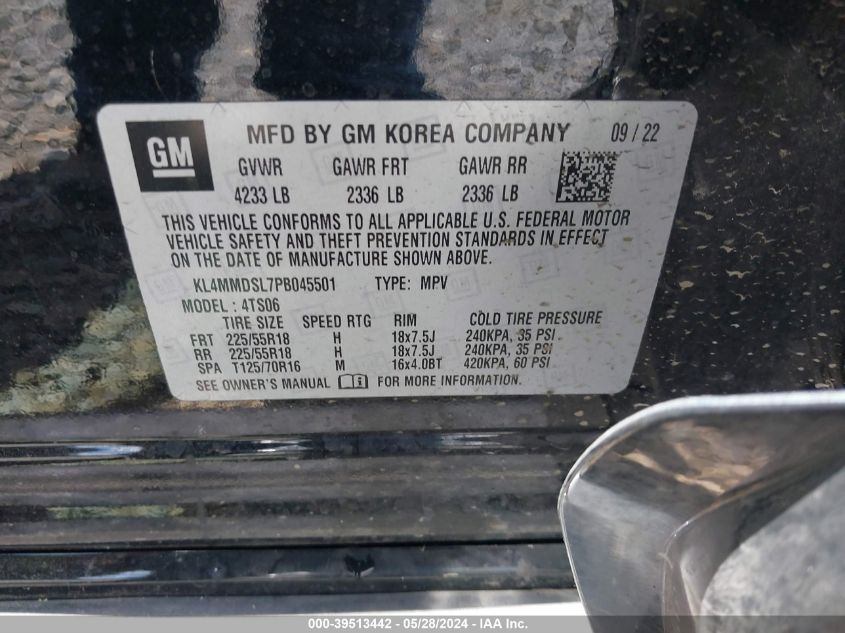 GM MFD BY GM KOREA COMPANY 09 / 22
GVWR GAWR FRT GAWR RR
4233 LB 2336 LB 2336 LB
THIS VEHICLE CONFORMS TO ALL APPLICABLE U.S. FEDERAL MOTOR
VEHICLE SAFETY AND THEFT PREVENTION STANDARDS IN EFFECT
ON THE DATE OF MANUFACTURE SHOWN ABOVE.
KL4MMDSL7PB045501 TYPE: MPV
MODEL : 4TS06
TIRE SIZE SPEED RTG RIM COLD TIRE PRESSURE
FRT 225/55R18 H 18x7.5J 240KPA, 35 PSI
RR 225/55R18 H 18x7.5J 240KPA, 35 PSI
SPA T125/70R16 M 16x4.0BT 420KPA, 60 PSI
SEE OWNER'S MANUAL FOR MORE INFORMATION
000-39513442 - 05/28/2024 - TSK_US